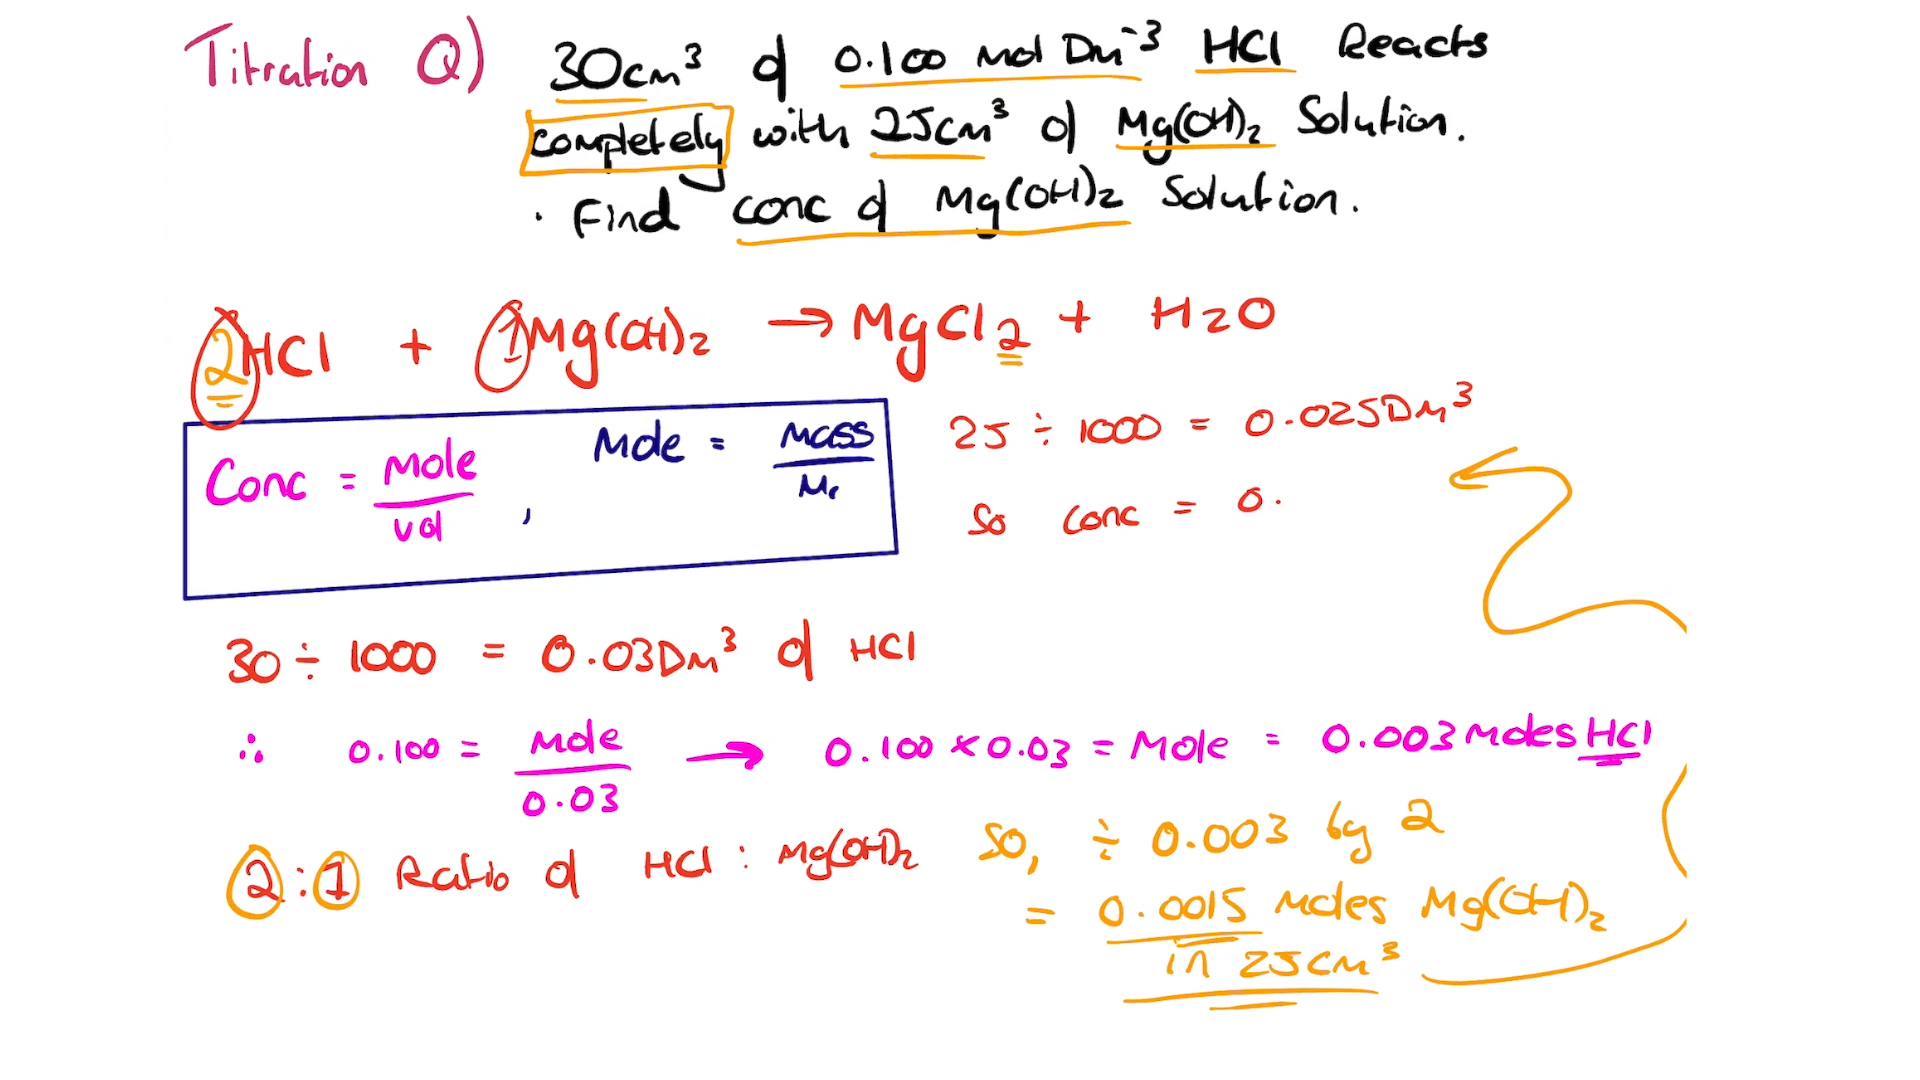 Titration Q) 30cm³ of 0.100 mol Dm⁻³ HCl Reacts
completely with 25cm³ of Mg(OH)₂ Solution.
· Find conc of Mg(OH)₂ Solution.
2HCl + 1Mg(OH)₂ → MgCl₂ + H₂O
Conc = Mole/vol , Mole = Mass/Mr
25 ÷ 1000 = 0.025Dm³
So conc = 0.
30 ÷ 1000 = 0.03Dm³ of HCl
∴ 0.100 = Mole/0.03 → 0.100 × 0.03 = Mole = 0.003 Moles HCl
2:1 Ratio of HCl : Mg(OH)₂
So, ÷ 0.003 by 2
= 0.0015 Moles Mg(OH)₂
in 25cm³